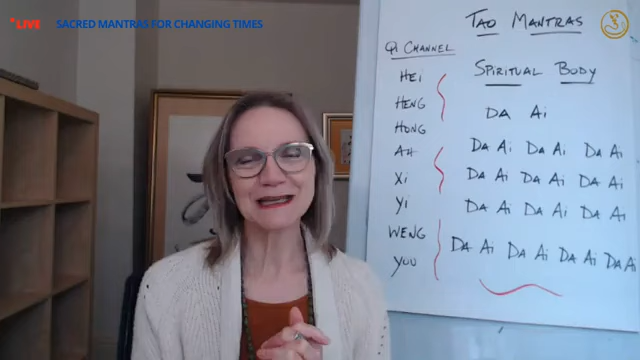 LIVE SACRED MANTRAS FOR CHANGING TIMES
TAO MANTRAS
QI CHANNEL
HEI
HENG
HONG
AH
XI
YI
WENG
YOU
SPIRITUAL BODY
DA Ai
DA Ai DA Ai DA Ai
DA Ai DA Ai DA Ai
DA Ai DA Ai DA Ai
DA Ai DA Ai DA Ai DA Ai